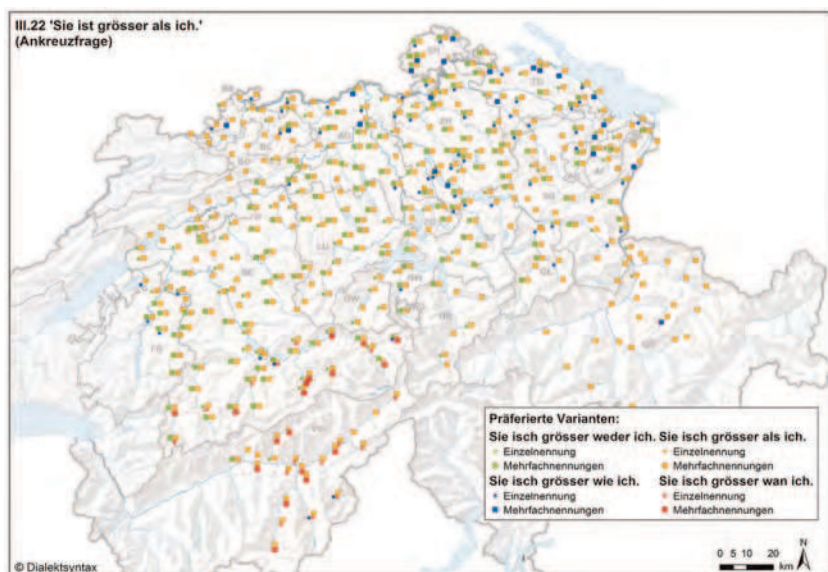 III.22 'Sie ist grösser als ich.'
(Ankreuzfrage)
Präferierte Varianten:
Sie isch grösser weder ich. Sie isch grösser als ich.
Einzelnennung Einzelnennung
Mehrfachnennungen Mehrfachnennungen
Sie isch grösser wie ich. Sie isch grösser wan ich.
Einzelnennung Einzelnennung
Mehrfachnennungen Mehrfachnennungen
N
0 5 10 20
km
© Dialektsyntax